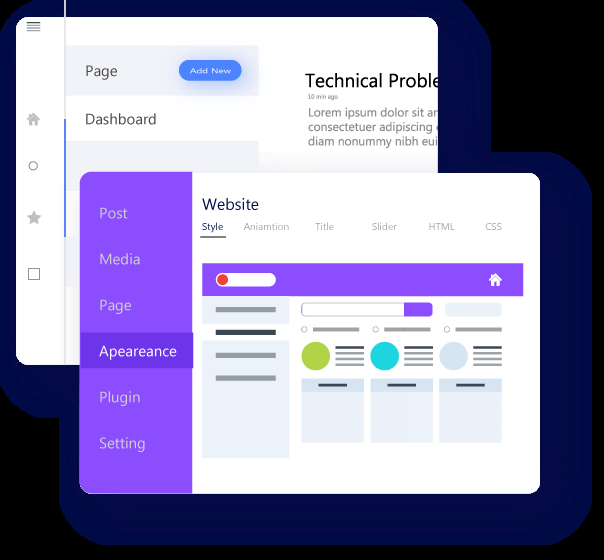 Page
Add New
Dashboard
Technical Proble
10 min ago
Lorem ipsum dolor sit ar
consectetuer adipiscing
diam nonummy nibh eui
Post
Media
Page
Apeareance
Plugin
Setting
Website
Style Aniamtion Title Slider HTML CSS